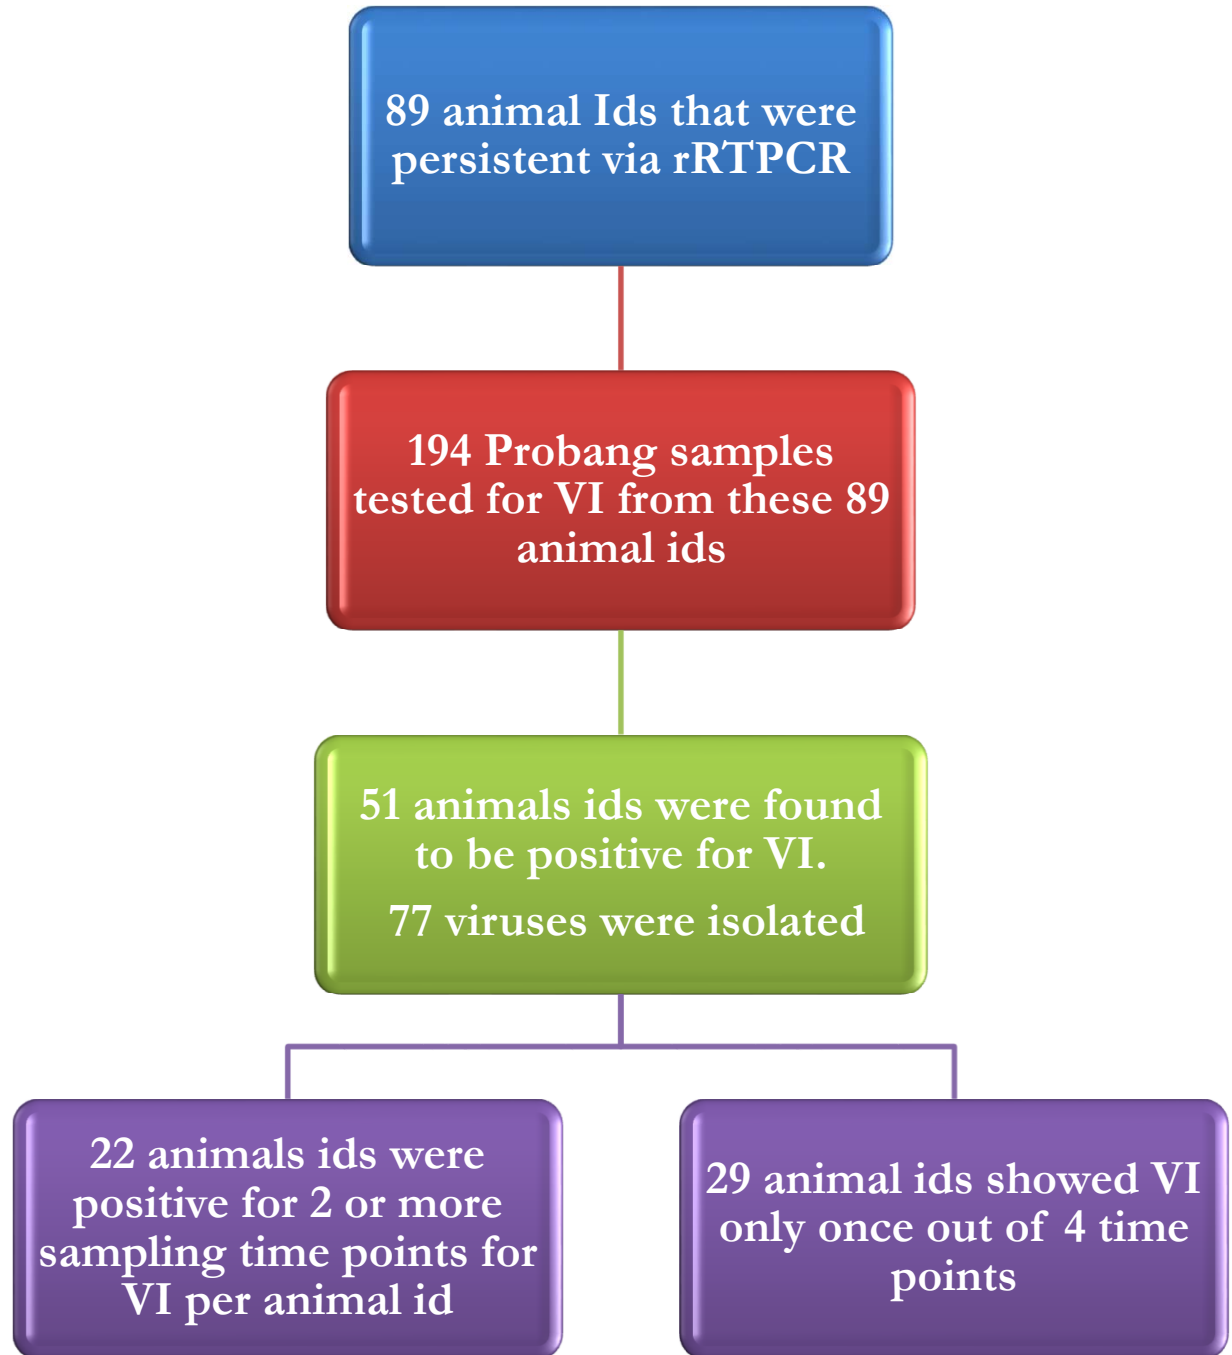 89 animal Ids that were
persistent via rRTPCR
194 Probang samples
tested for VI from these 89
animal ids
51 animals ids were found
to be positive for VI.
77 viruses were isolated
22 animals ids were
positive for 2 or more
sampling time points for
VI per animal id
29 animal ids showed VI
only once out of 4 time
points